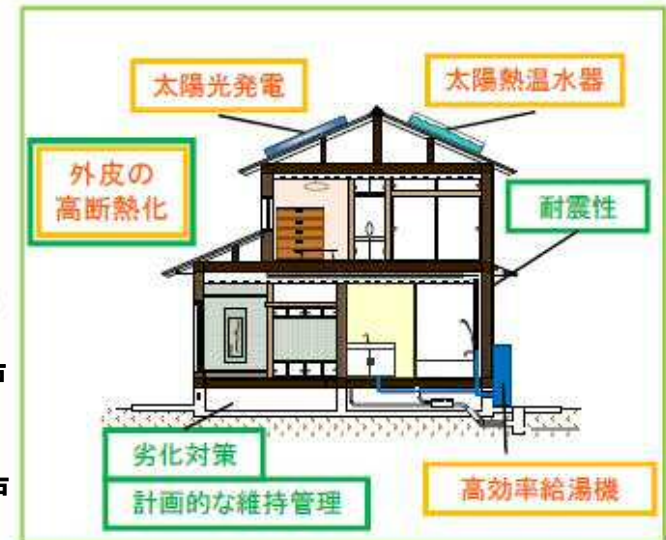 太陽光発電
太陽熱温水器
外皮の
高断熱化
耐震性
劣化対策
計画的な維持管理
高効率給湯機